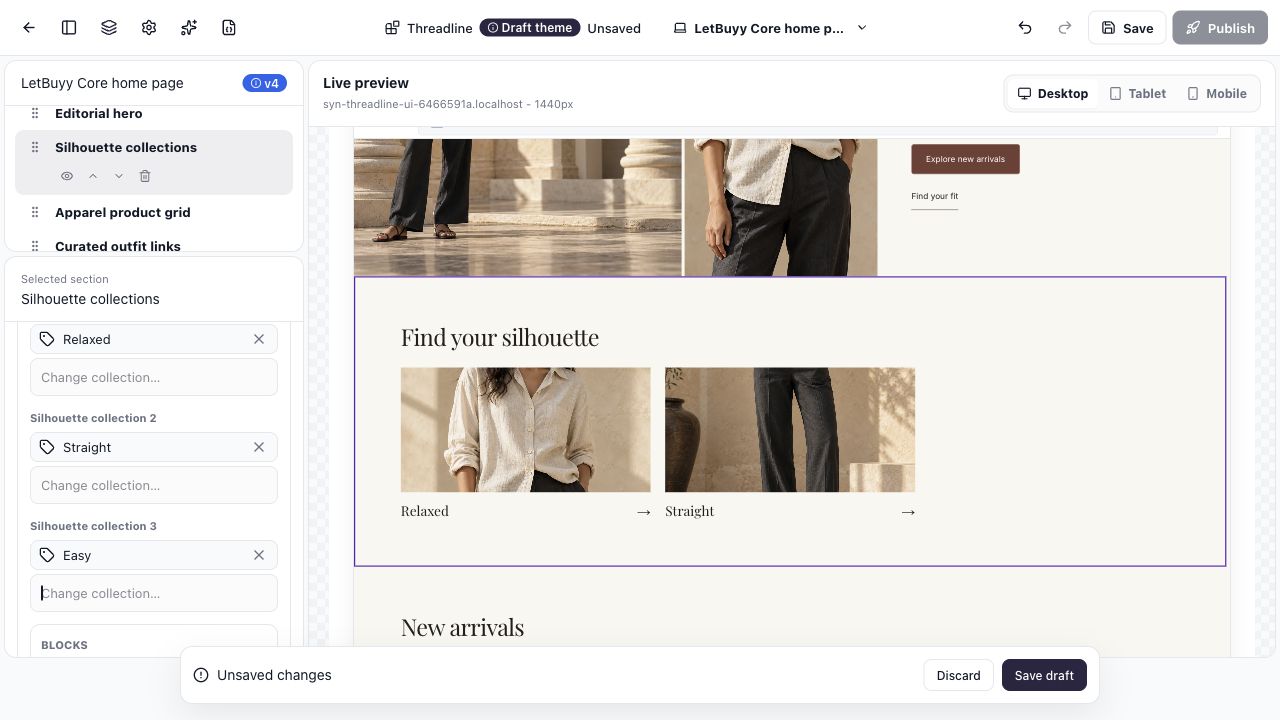 Threadline
Draft theme
Unsaved
LetBuyy Core home p...
Save
Publish
LetBuyy Core home page
v4
Editorial hero
Silhouette collections
Apparel product grid
Curated outfit links
Selected section
Silhouette collections
Relaxed
Change collection...
Silhouette collection 2
Straight
Change collection...
Silhouette collection 3
Easy
Change collection...
BLOCKS
Live preview
syn-threadline-ui-6466591a.localhost - 1440px
Desktop
Tablet
Mobile
Explore new arrivals
Find your fit
Find your silhouette
Relaxed →
Straight →
New arrivals
Unsaved changes
Discard
Save draft